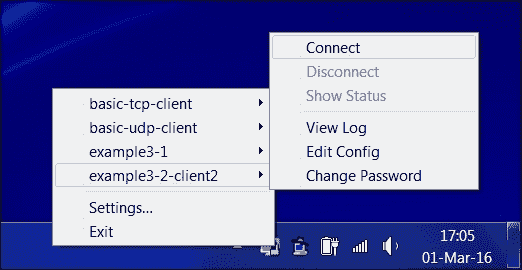 Connect
Disconnect
Show Status
View Log
Edit Config
Change Password
basic-tcp-client
basic-udp-client
example3-1
example3-2-client2
Settings...
Exit
17:05
01-Mar-16